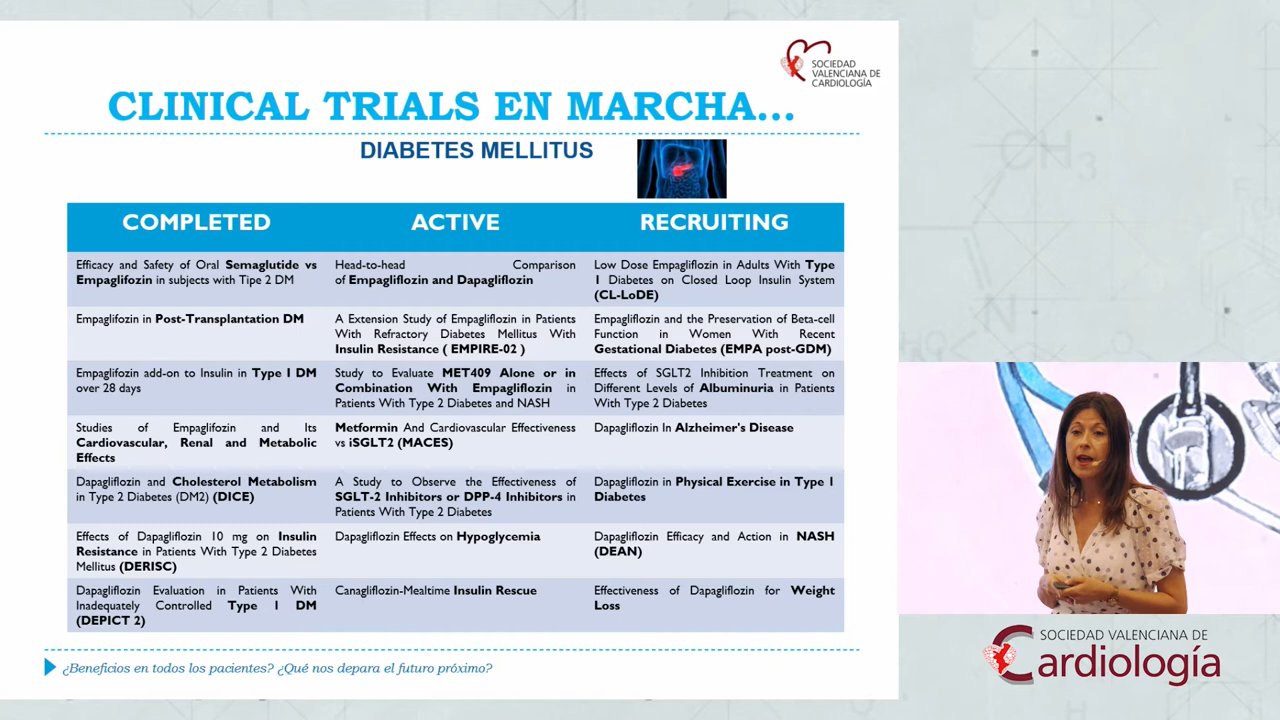 SOCIEDAD
VALENCIANA DE
CARDIOLOGÍA
CLINICAL TRIALS EN MARCHA...
DIABETES MELLITUS
COMPLETED
ACTIVE
RECRUITING
Efficacy and Safety of Oral Semaglutide vs
Empaglifozin in subjects with Tipe 2 DM
Head-to-head Comparison
of Empagliflozin and Dapagliflozin
Low Dose Empagliflozin in Adults With Type
1 Diabetes on Closed Loop Insulin System
(CL-LoDE)
Empaglifozin in Post-Transplantation DM
A Extension Study of Empagliflozin in Patients
With Refractory Diabetes Mellitus With
Insulin Resistance ( EMPIRE-02 )
Empagliflozin and the Preservation of Beta-cell
Function in Women With Recent
Gestational Diabetes (EMPA post-GDM)
Empaglifozin add-on to Insulin in Type I DM
over 28 days
Study to Evaluate MET409 Alone or in
Combination With Empagliflozin in
Patients With Type 2 Diabetes and NASH
Effects of SGLT2 Inhibition Treatment on
Different Levels of Albuminuria in Patients
With Type 2 Diabetes
Studies of Empaglifozin and Its
Cardiovascular, Renal and Metabolic
Effects
Metformin And Cardiovascular Effectiveness
vs iSGLT2 (MACES)
Dapagliflozin In Alzheimer's Disease
Dapagliflozin and Cholesterol Metabolism
in Type 2 Diabetes (DM2) (DICE)
A Study to Observe the Effectiveness of
SGLT-2 Inhibitors or DPP-4 Inhibitors in
Patients With Type 2 Diabetes
Dapagliflozin in Physical Exercise in Type 1
Diabetes
Effects of Dapagliflozin 10 mg on Insulin
Resistance in Patients With Type 2 Diabetes
Mellitus (DERISC)
Dapagliflozin Effects on Hypoglycemia
Dapagliflozin Efficacy and Action in NASH
(DEAN)
Dapagliflozin Evaluation in Patients With
Inadequately Controlled Type 1 DM
(DEPICT 2)
Canagliflozin-Mealtime Insulin Rescue
Effectiveness of Dapagliflozin for Weight
Loss
¿Beneficios en todos los pacientes? ¿Qué nos depara el futuro próximo?
SOCIEDAD VALENCIANA DE
Cardiología